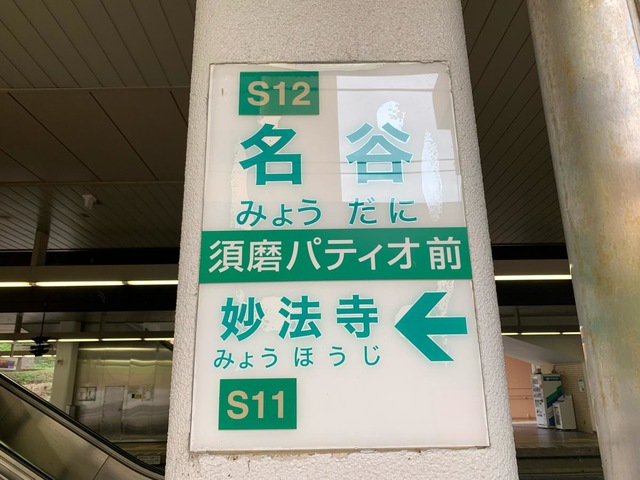 S12
名谷
みょうだに
須磨パティオ前
妙法寺
みょうほうじ
S11